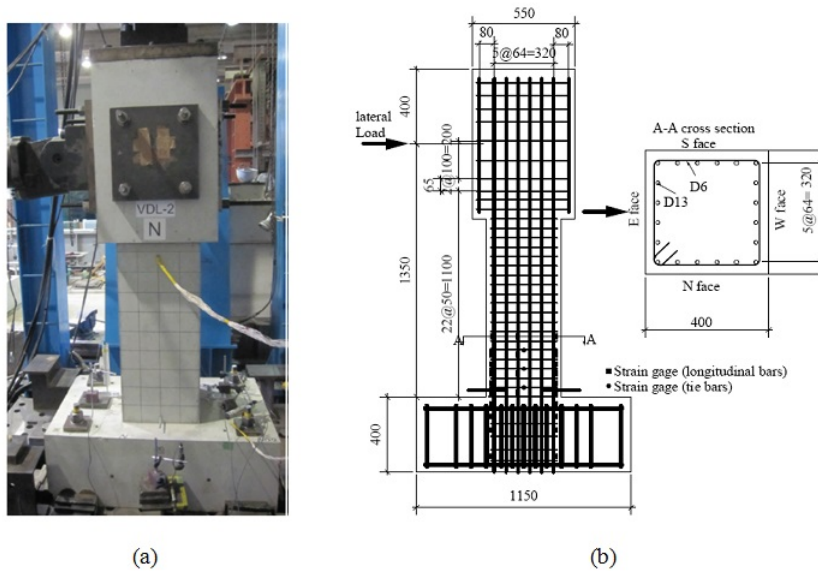 VDL-2
N
550
80
80
5@64=320
400
lateral
Load
65
2@100=200
1350
22@50=1100
A
A
400
1150
A-A cross section
S face
D6
D13
E face
W face
5@64= 320
N face
400
Strain gage (longitudinal bars)
Strain gage (tie bars)
(a)
(b)